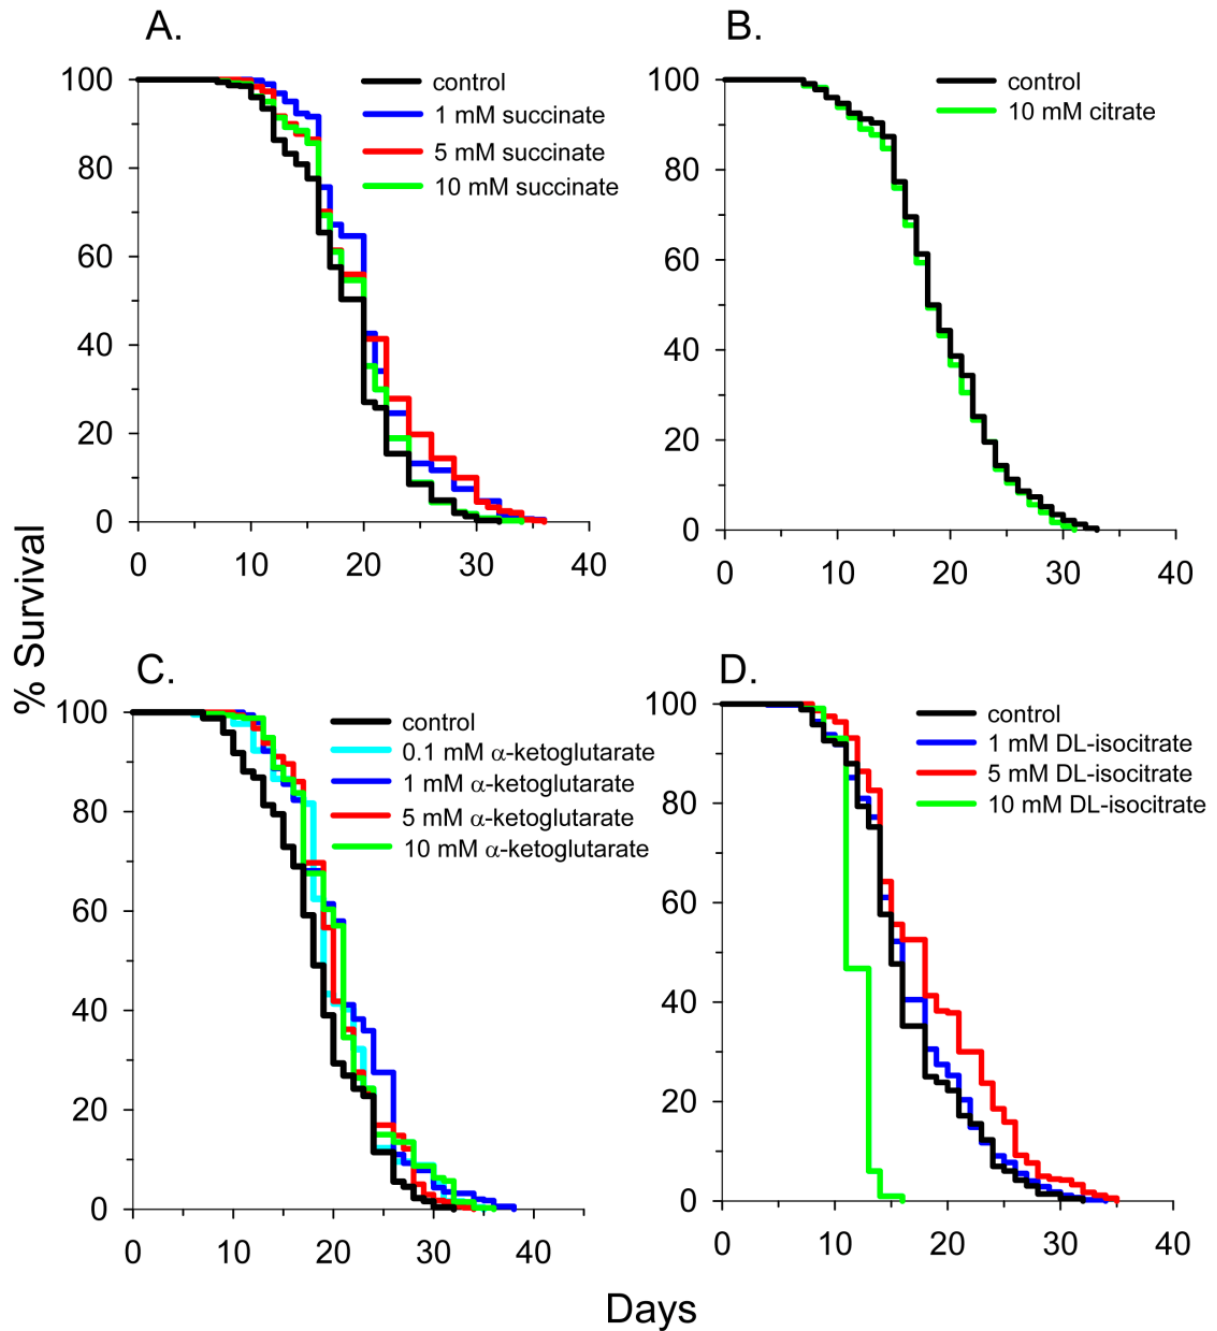 A.
control
1 mM succinate
5 mM succinate
10 mM succinate
100
80
60
40
20
0
0 10 20 30 40
B.
control
10 mM citrate
100
80
60
40
20
0
0 10 20 30 40
% Survival
C.
control
0.1 mM α-ketoglutarate
1 mM α-ketoglutarate
5 mM α-ketoglutarate
10 mM α-ketoglutarate
100
80
60
40
20
0
0 10 20 30 40
D.
control
1 mM DL-isocitrate
5 mM DL-isocitrate
10 mM DL-isocitrate
100
80
60
40
20
0
0 10 20 30 40
Days